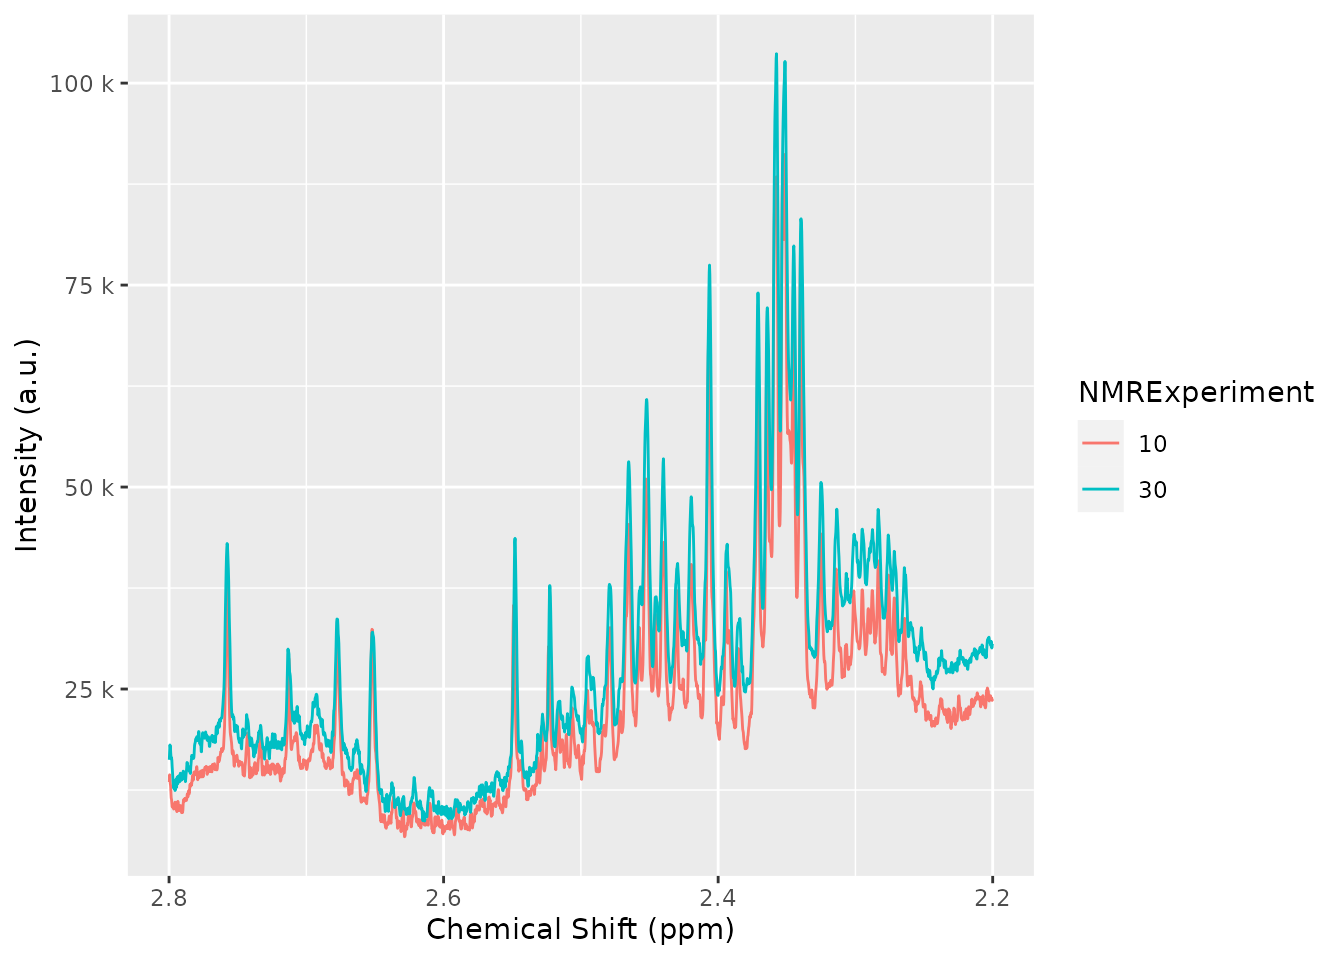 100 k
75 k
50 k
25 k
Intensity (a.u.)
2.8
2.6
2.4
2.2
Chemical Shift (ppm)
NMRExperiment
10
30